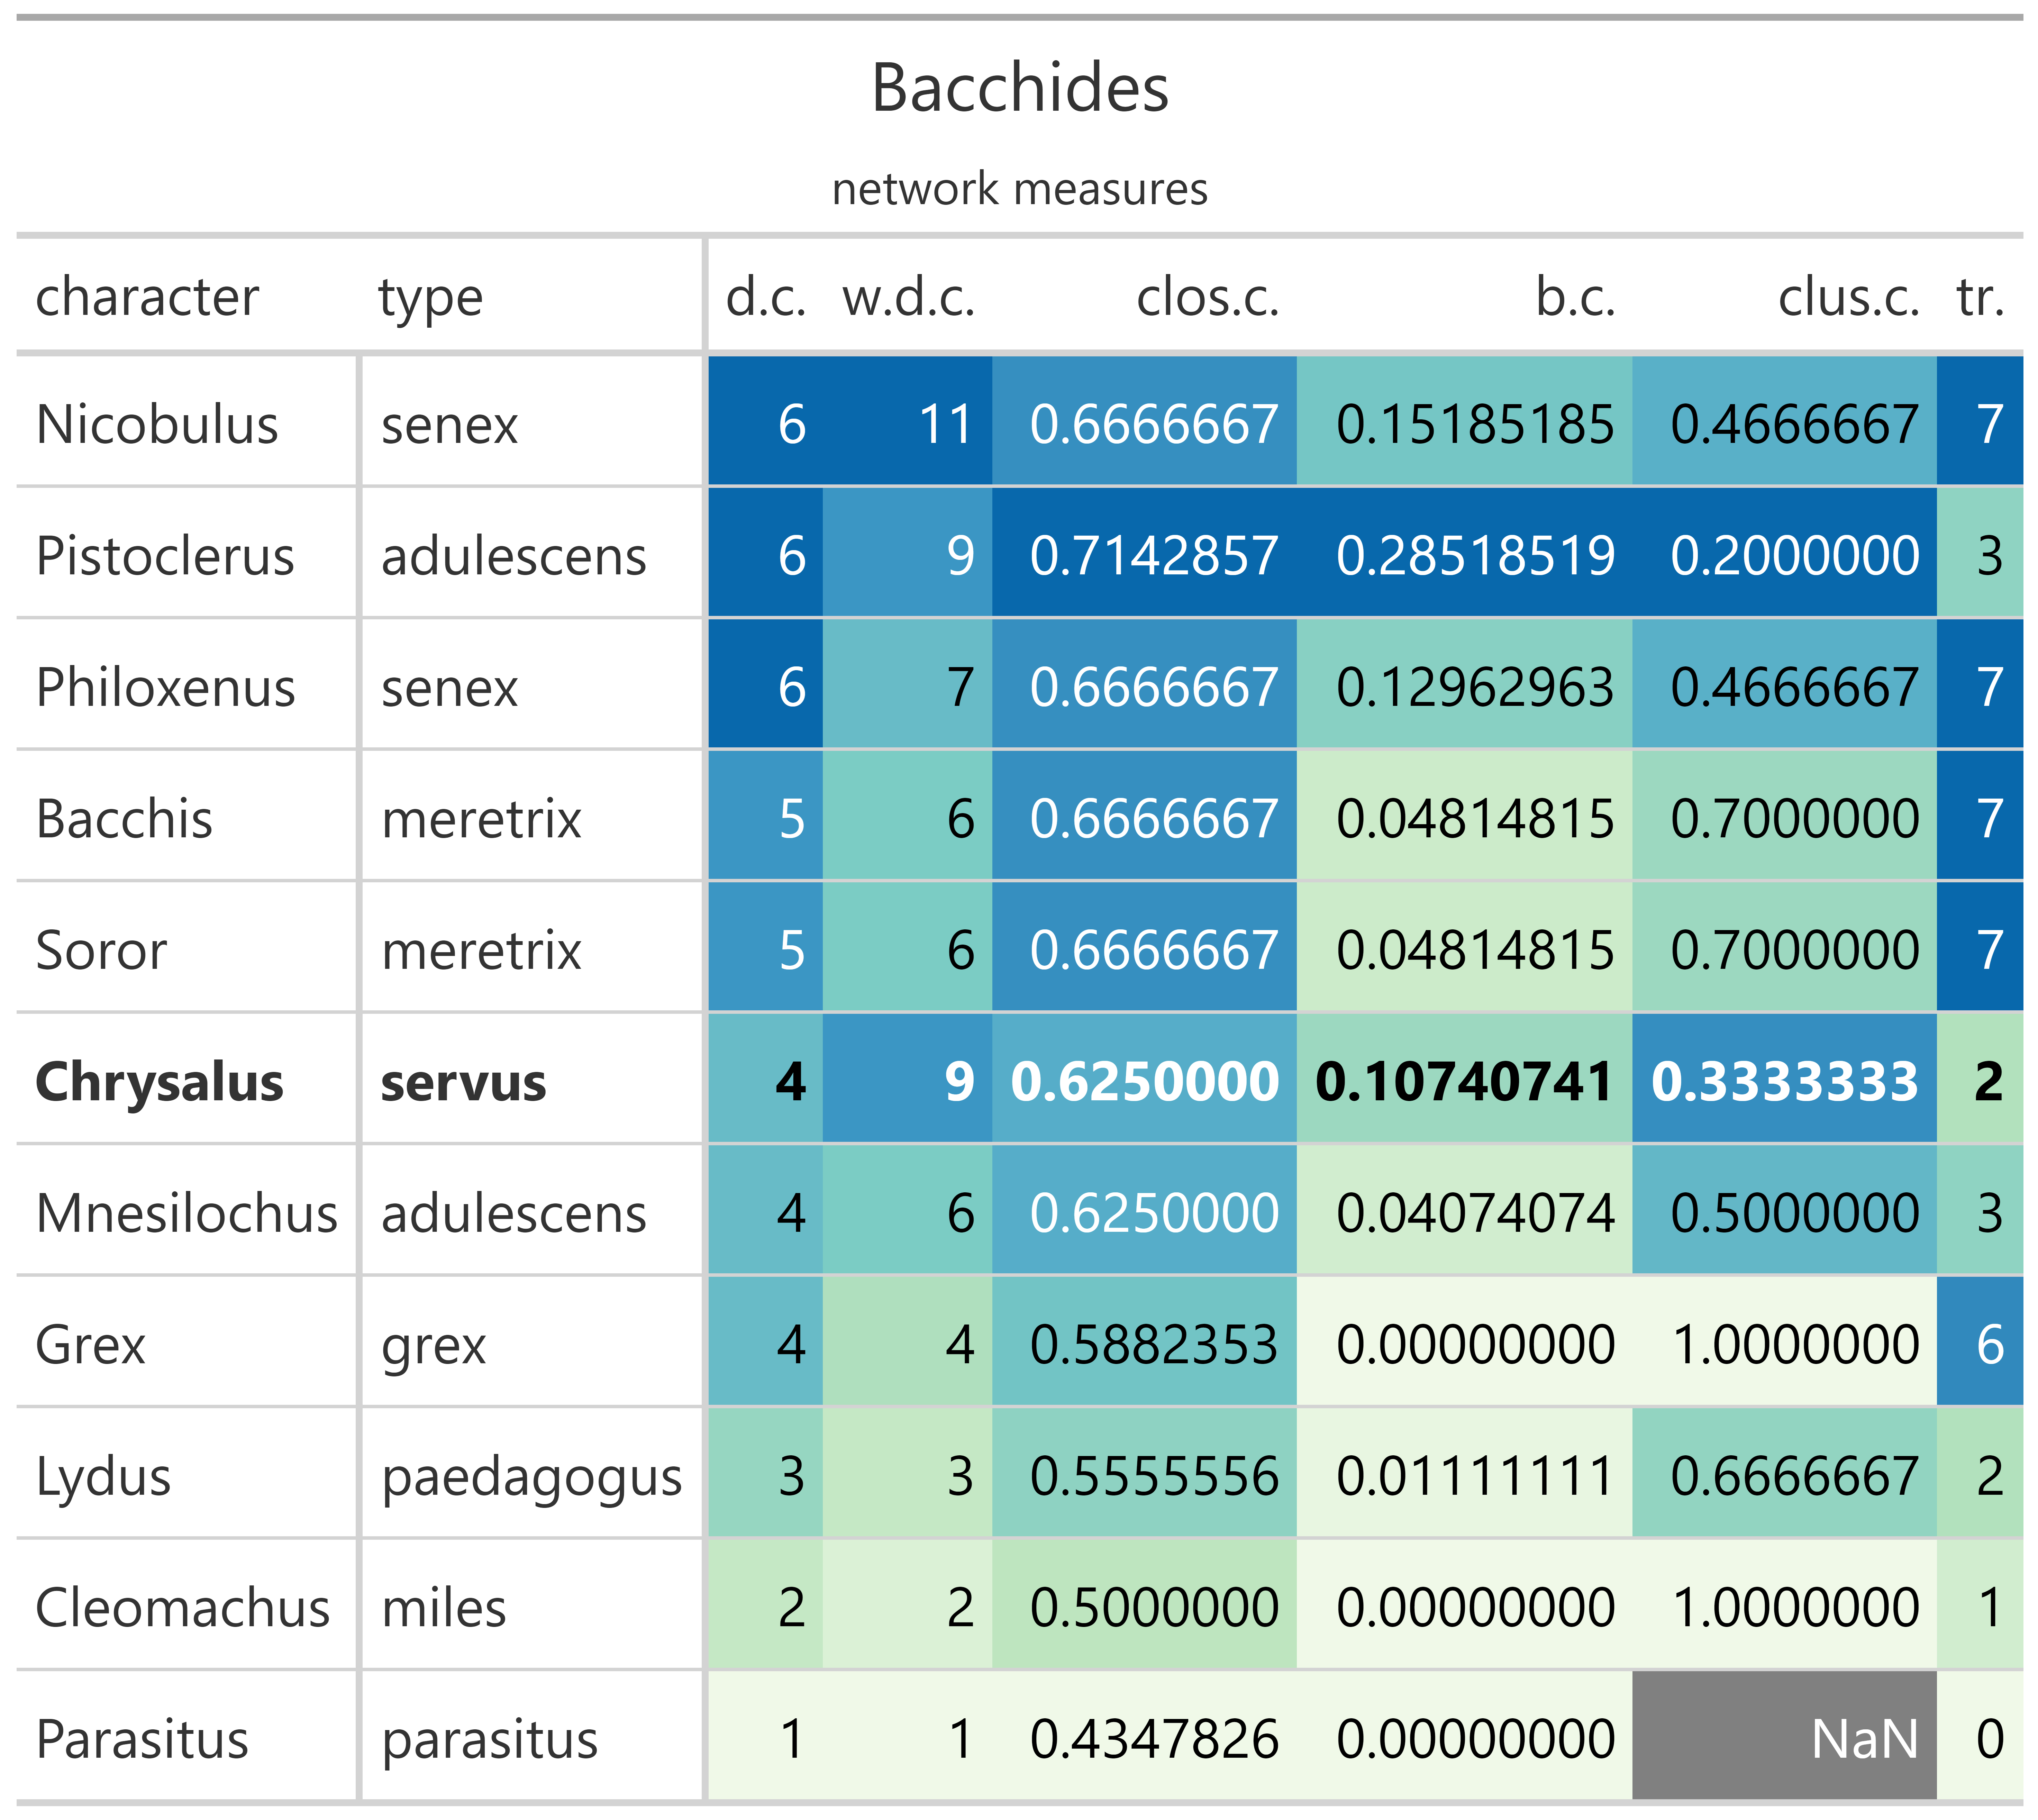 Bacchides
network measures
character type d.c. w.d.c. clos.c. b.c. clus.c. tr.
Nicobulus senex 6 11 0.6666667 0.15185185 0.4666667 7
Pistoclerus adulescens 6 9 0.7142857 0.28518519 0.2000000 3
Philoxenus senex 6 7 0.6666667 0.12962963 0.4666667 7
Bacchis meretrix 5 6 0.6666667 0.04814815 0.7000000 7
Soror meretrix 5 6 0.6666667 0.04814815 0.7000000 7
Chrysalus servus 4 9 0.6250000 0.10740741 0.3333333 2
Mnesilochus adulescens 4 6 0.6250000 0.04074074 0.5000000 3
Grex grex 4 4 0.5882353 0.00000000 1.0000000 6
Lydus paedagogus 3 3 0.5555556 0.01111111 0.6666667 2
Cleomachus miles 2 2 0.5000000 0.00000000 1.0000000 1
Parasitus parasitus 1 1 0.4347826 0.00000000 NaN 0